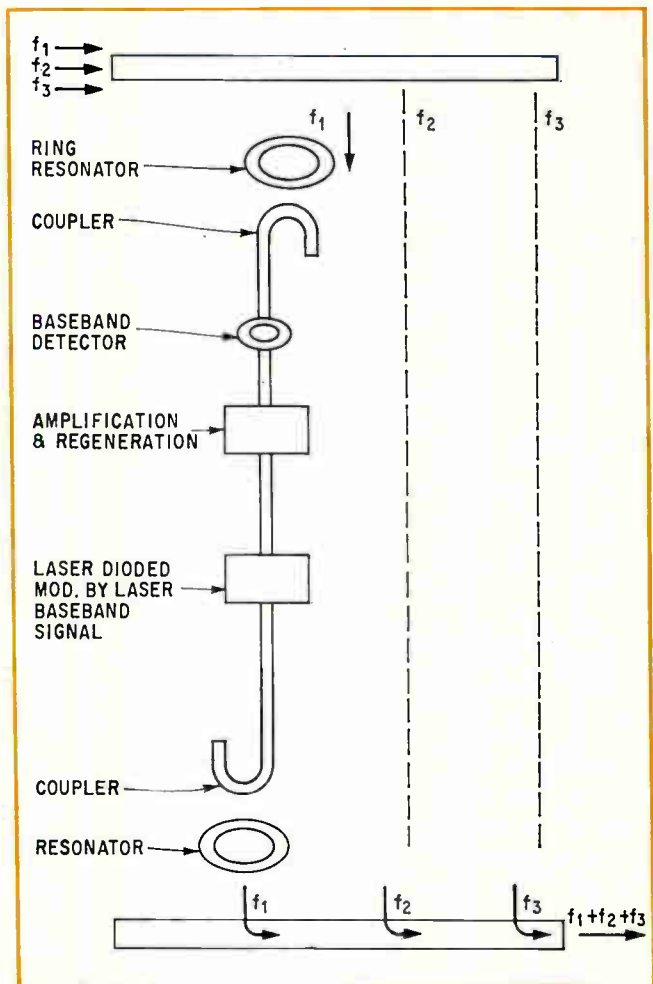 f1
f2
f3
f1
f2
f3
RING
RESONATOR
COUPLER
BASEBAND
DETECTOR
AMPLIFICATION
& REGENERATION
LASER DIODED
MOD. BY LASER
BASEBAND
SIGNAL
COUPLER
RESONATOR
f1
f2
f3
f1+f2+f3